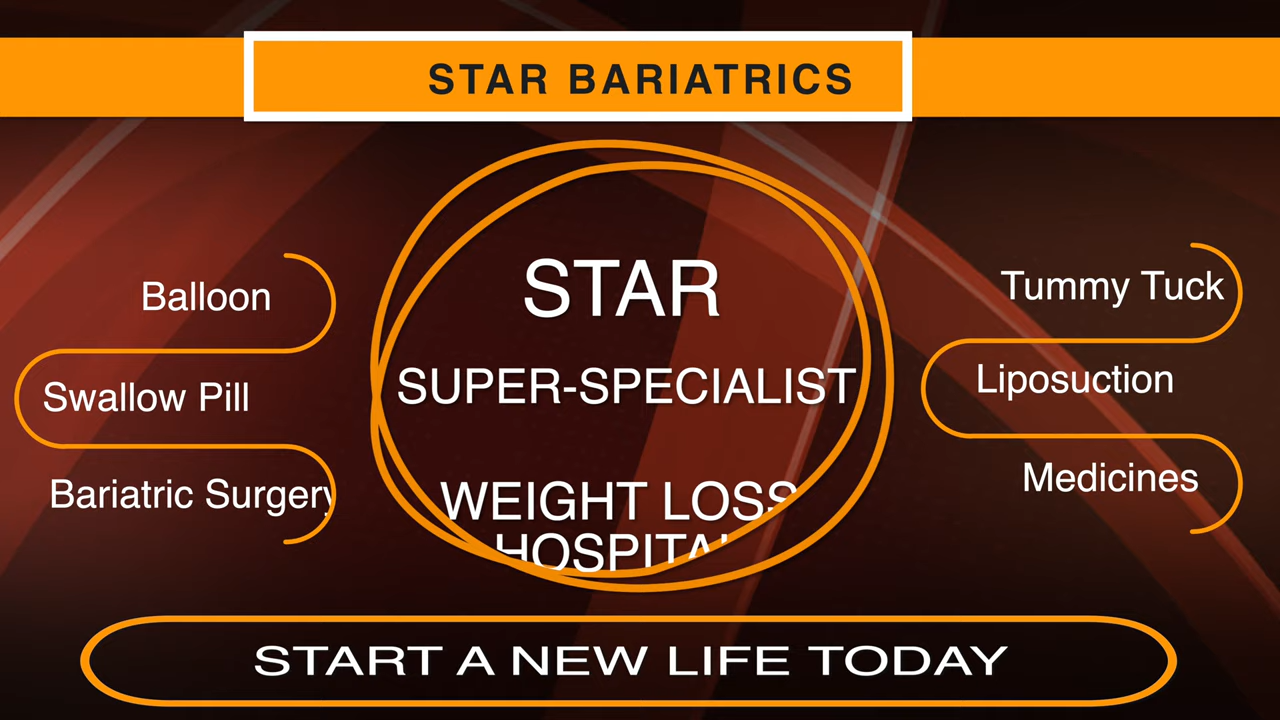 STAR BARIATRICS
STAR
SUPER-SPECIALIST
WEIGHT LOSS
HOSPITAL
Balloon
Swallow Pill
Bariatric Surgery
Tummy Tuck
Liposuction
Medicines
START A NEW LIFE TODAY